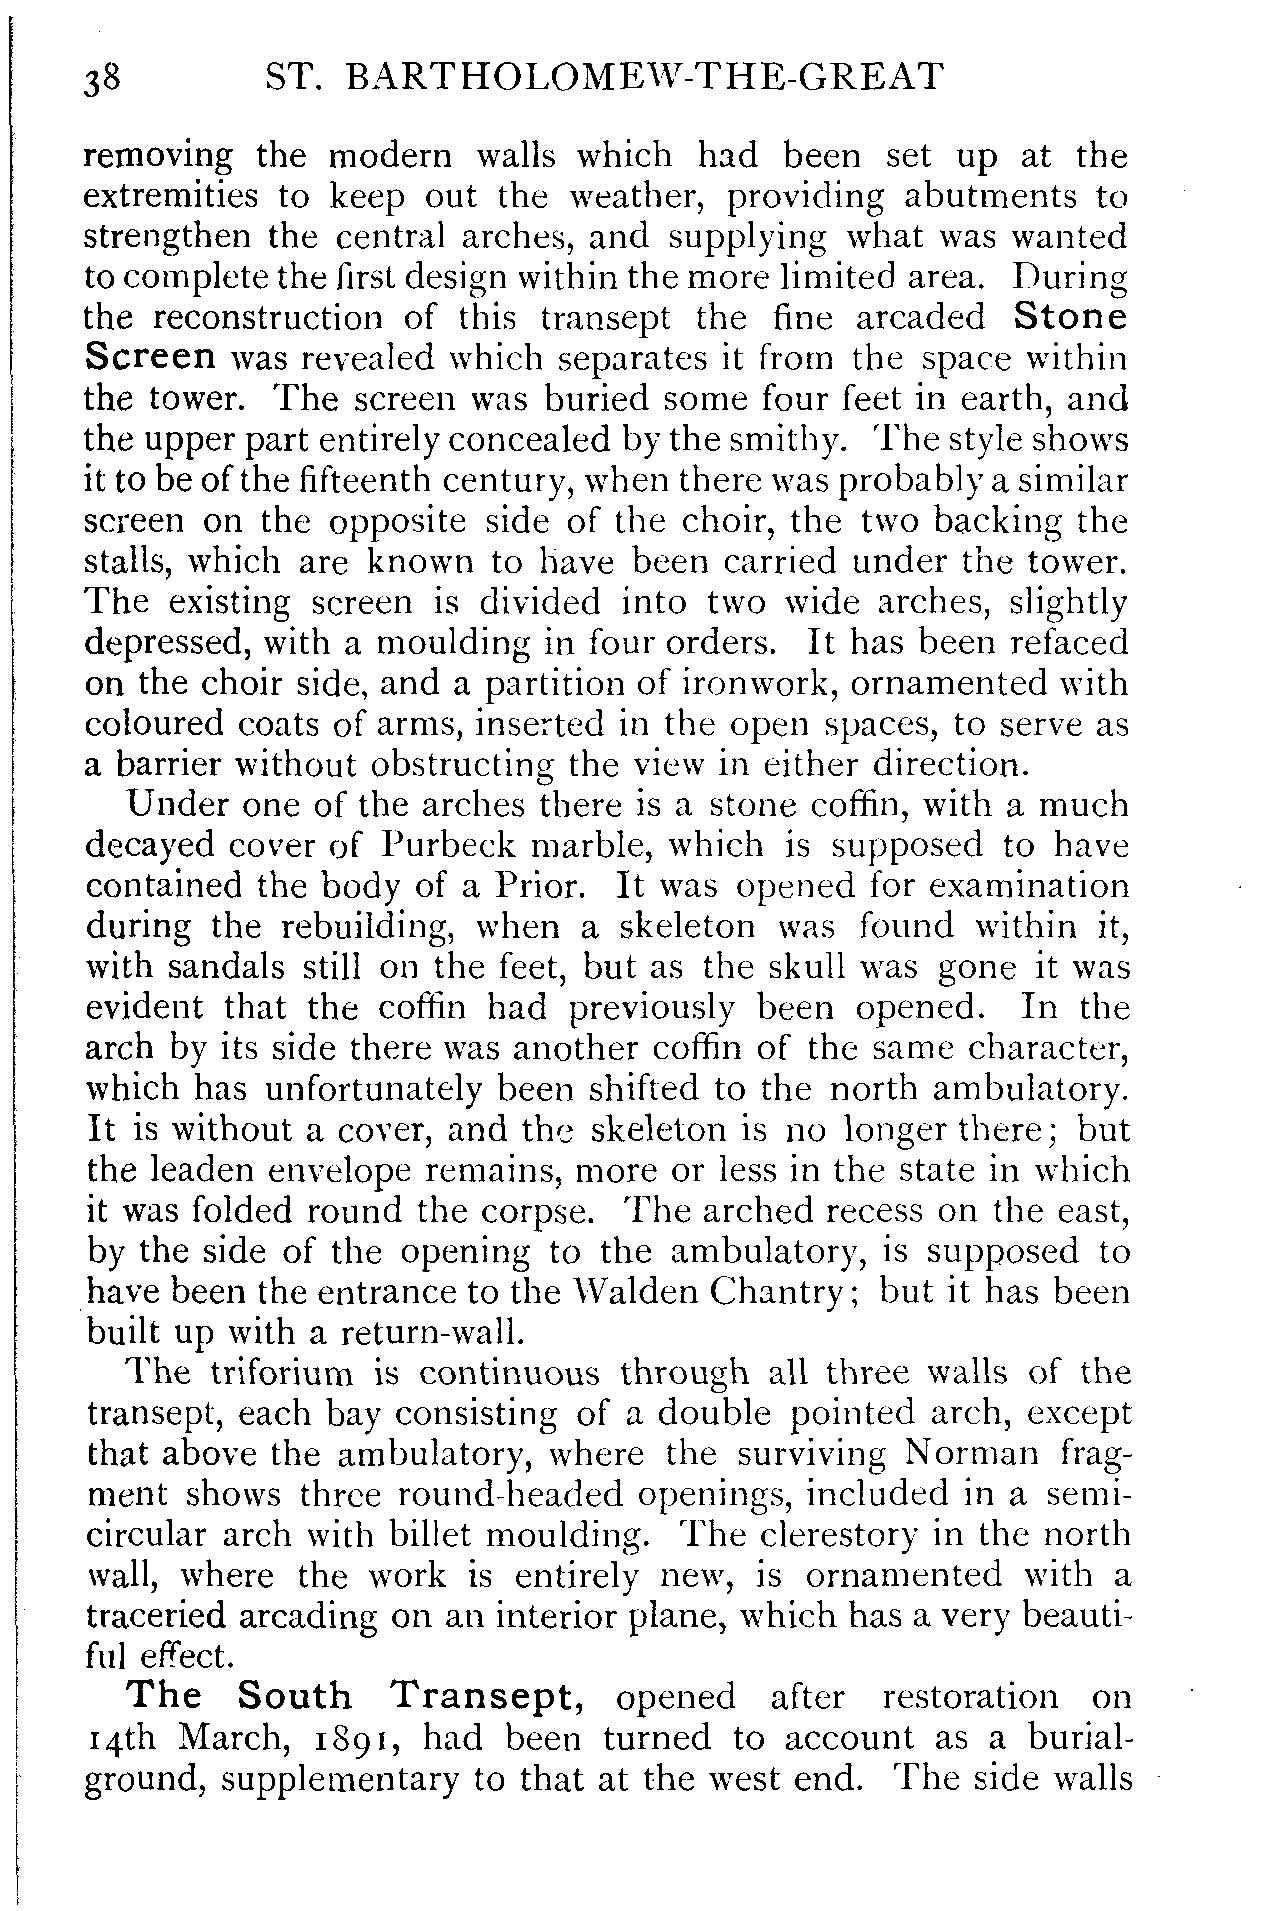 38 ST. BARTHOLOMEW-THE-GREAT
removing the modern walls which had been set up at the
extremities to keep out the weather, providing abutments to
strengthen the central arches, and supplying what was wanted
to complete the first design within the more limited area. During
the reconstruction of this transept the fine arcaded Stone
Screen was revealed which separates it from the space within
the tower. The screen was buried some four feet in earth, and
the upper part entirely concealed by the smithy. The style shows
it to be of the fifteenth century, when there was probably a similar
screen on the opposite side of the choir, the two backing the
stalls, which are known to have been carried under the tower.
The existing screen is divided into two wide arches, slightly
depressed, with a moulding in four orders. It has been refaced
on the choir side, and a partition of ironwork, ornamented with
coloured coats of arms, inserted in the open spaces, to serve as
a barrier without obstructing the view in either direction.
Under one of the arches there is a stone coffin, with a much
decayed cover of Purbeck marble, which is supposed to have
contained the body of a Prior. It was opened for examination
during the rebuilding, when a skeleton was found within it,
with sandals still on the feet, but as the skull was gone it was
evident that the coffin had previously been opened. In the
arch by its side there was another coffin of the same character,
which has unfortunately been shifted to the north ambulatory.
It is without a cover, and the skeleton is no longer there; but
the leaden envelope remains, more or less in the state in which
it was folded round the corpse. The arched recess on the east,
by the side of the opening to the ambulatory, is supposed to
have been the entrance to the Walden Chantry; but it has been
built up with a return-wall.
The triforium is continuous through all three walls of the
transept, each bay consisting of a double pointed arch, except
that above the ambulatory, where the surviving Norman frag-
ment shows three round-headed openings, included in a semi-
circular arch with billet moulding. The clerestory in the north
wall, where the work is entirely new, is ornamented with a
traceried arcading on an interior plane, which has a very beauti-
ful effect.
The South Transept, opened after restoration on
14th March, 1891, had been turned to account as a burial-
ground, supplementary to that at the west end. The side walls